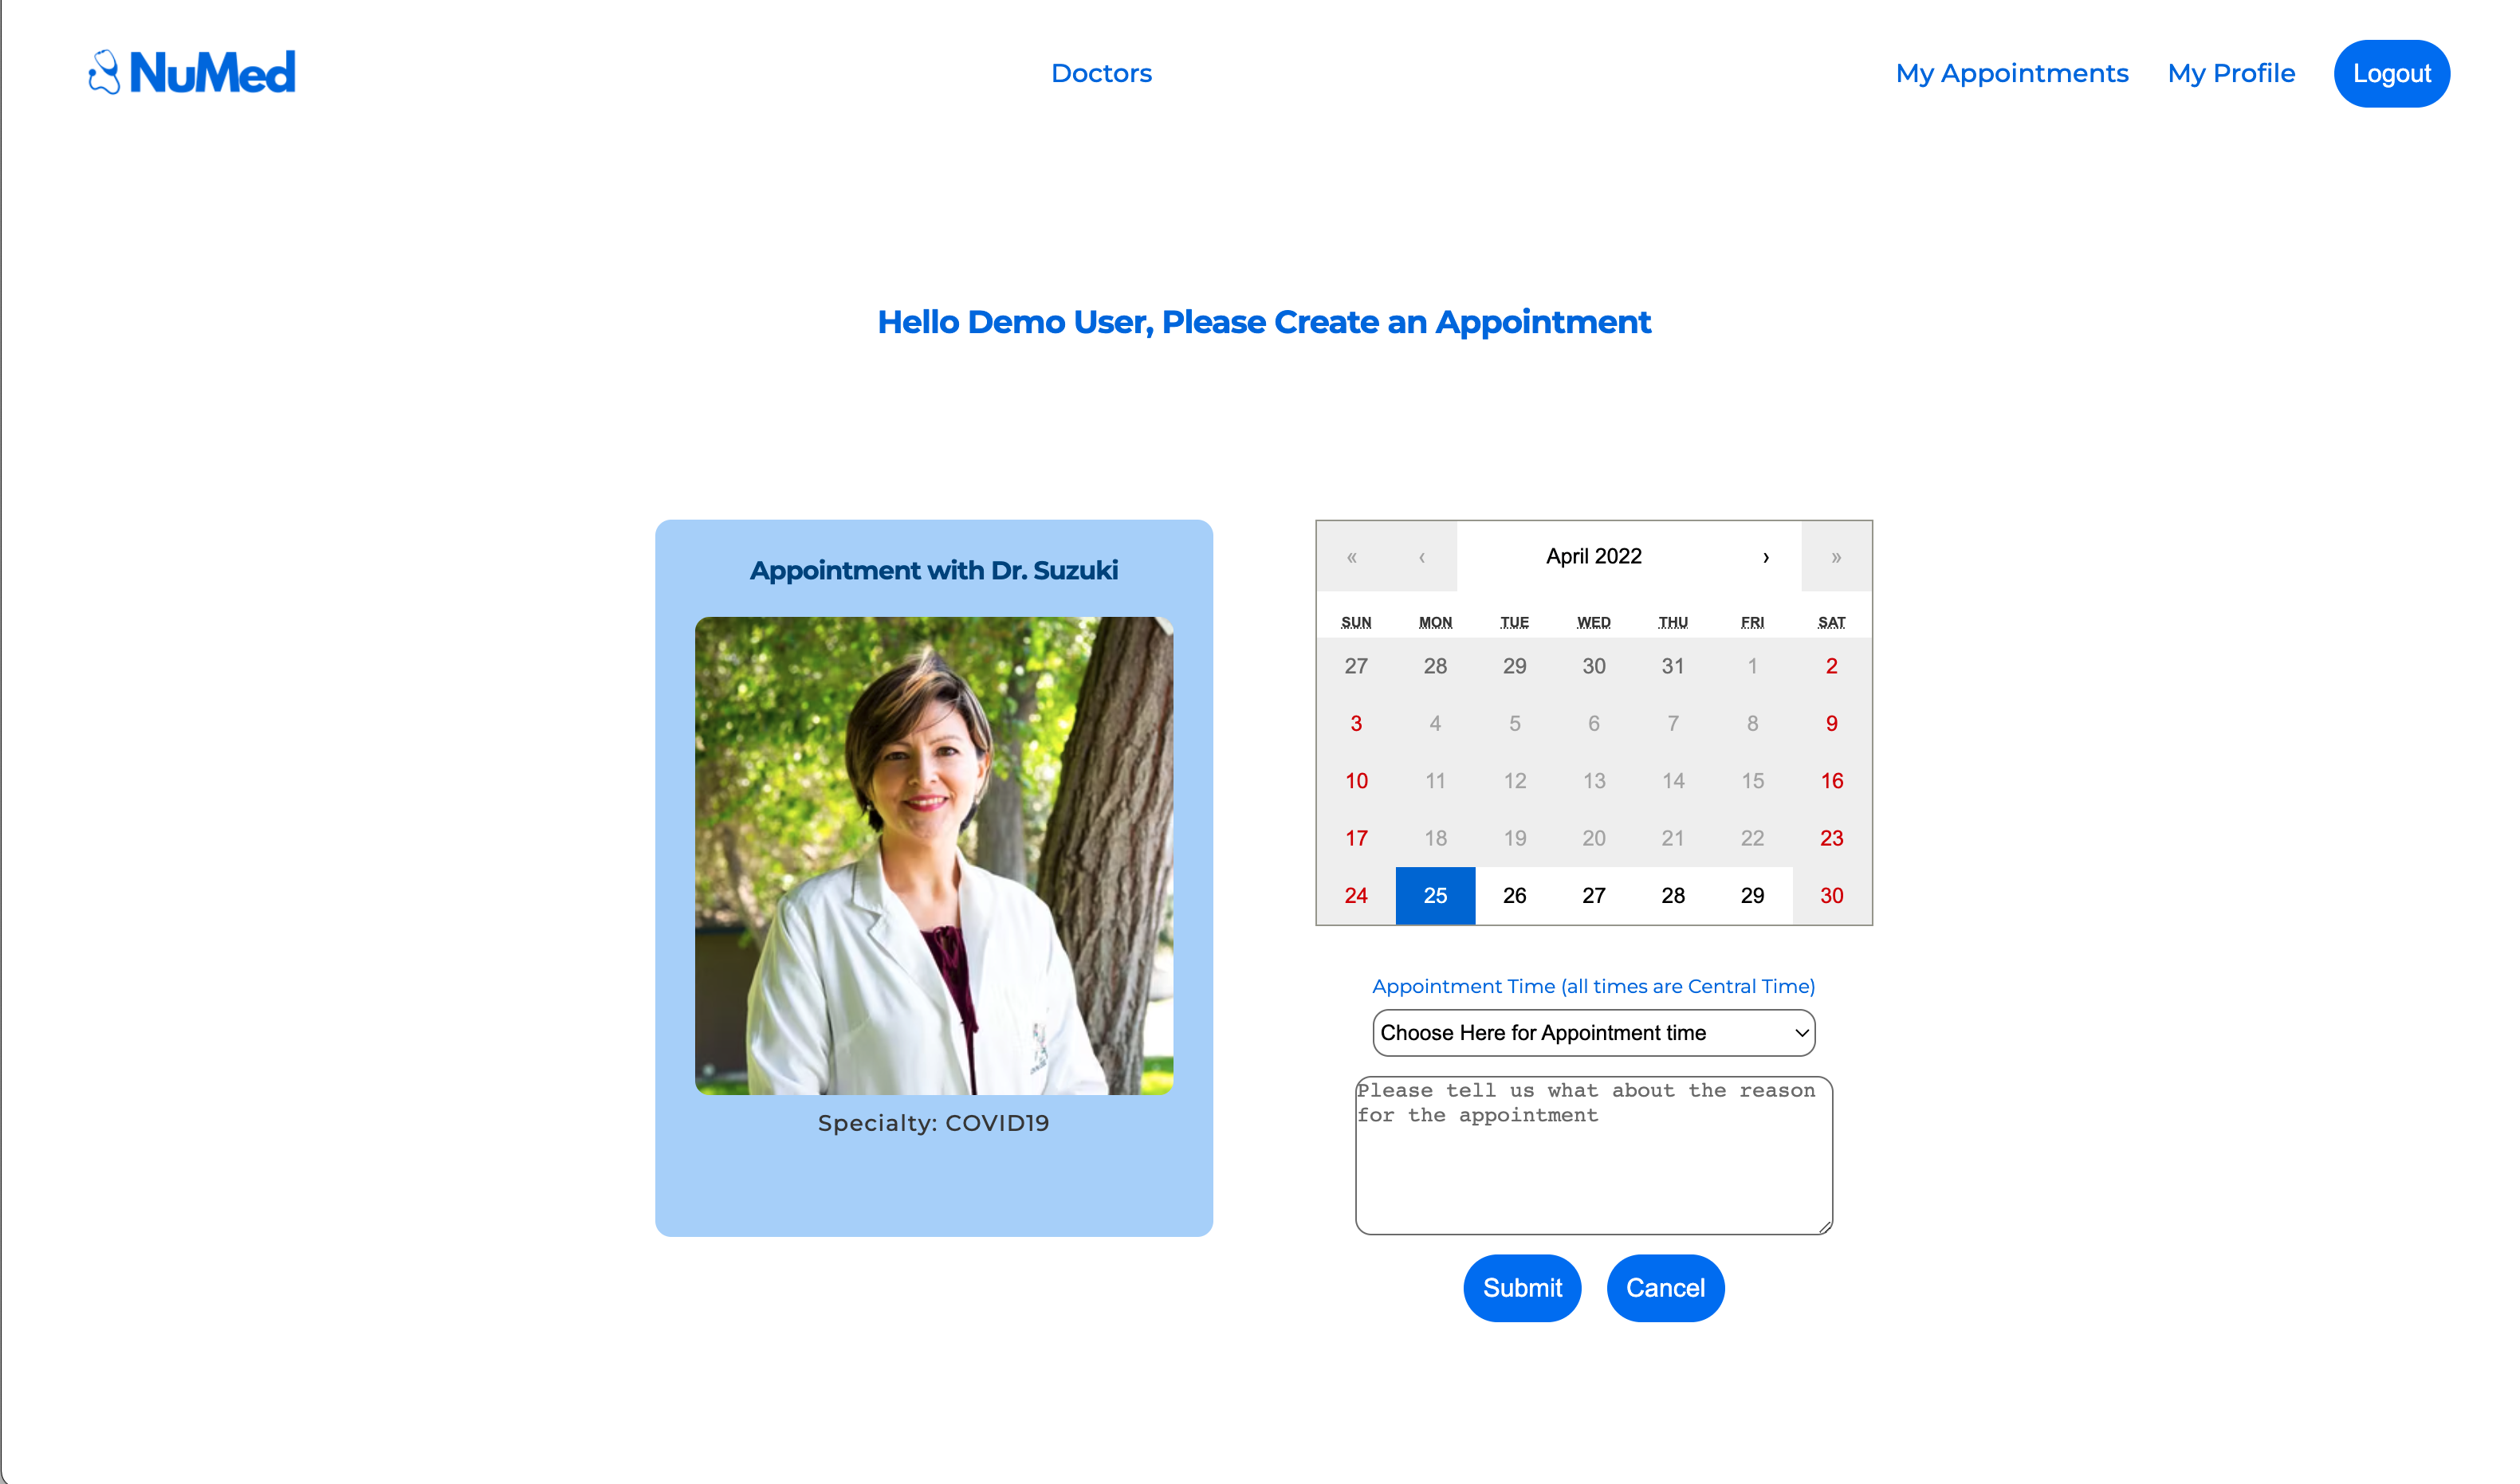 NuMed
Doctors
My Appointments
My Profile
Logout
Hello Demo User, Please Create an Appointment
Appointment with Dr. Suzuki
Specialty: COVID19
« ‹ April 2022 › »
SUN MON TUE WED THU FRI SAT
27 28 29 30 31 1 2
3 4 5 6 7 8 9
10 11 12 13 14 15 16
17 18 19 20 21 22 23
24 25 26 27 28 29 30
Appointment Time (all times are Central Time)
Choose Here for Appointment time
Please tell us what about the reason
for the appointment
Submit
Cancel